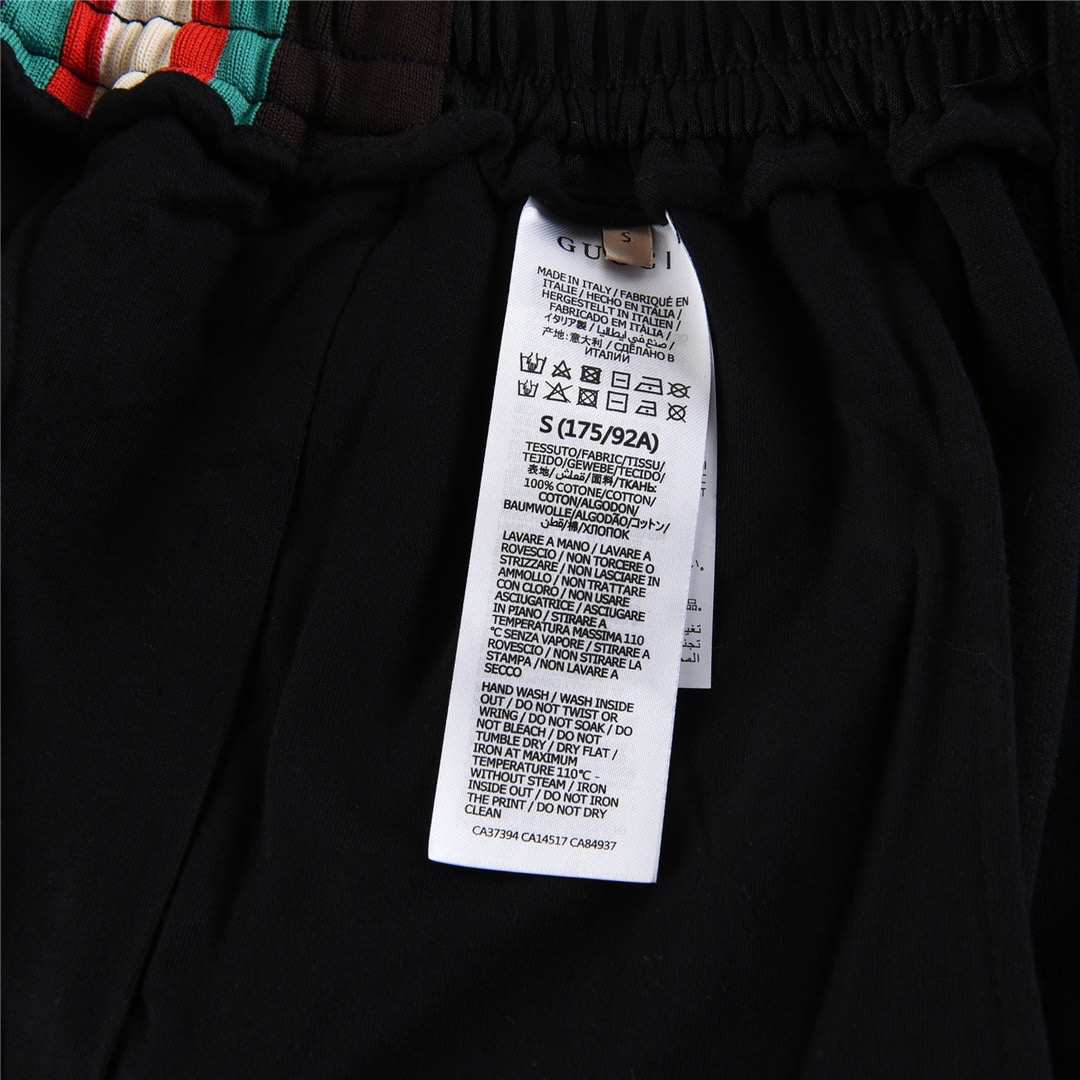 S
GUCCI
MADE IN ITALY / FABRIQUÉ EN
ITALIE / HECHO EN ITALIA /
HERGESTELLT IN ITALIEN /
FABRICADO EM ITÀLIA /
イタリア製 / صنع في ايطاليا /
产地: 意大利 / СДЕЛАНО В
ИТАЛИИ
S (175/92A)
TESSUTO/FABRIC/TISSU/
TEJIDO/GEWEBE/TECIDO/
表地/قماش/面料/ТКАНЬ:
100% COTONE/COTTON/
COTON/ALGODON/
BAUMWOLLE/ALGODÃO/コットン/
قطن/棉/ХЛОПОК
LAVARE A MANO / LAVARE A
ROVESCIO / NON TORCERE O
STRIZZARE / NON LASCIARE IN
AMMOLLO / NON TRATTARE
CON CLORO / NON USARE
ASCIUGATRICE / ASCIUGARE
IN PIANO / STIRARE A
TEMPERATURA MASSIMA 110
°C SENZA VAPORE / STIRARE A
ROVESCIO / NON STIRARE LA
STAMPA / NON LAVARE A
SECCO
HAND WASH / WASH INSIDE
OUT / DO NOT TWIST OR
WRING / DO NOT SOAK / DO
NOT BLEACH / DO NOT
TUMBLE DRY / DRY FLAT /
IRON AT MAXIMUM
TEMPERATURE 110℃ -
WITHOUT STEAM / IRON
INSIDE OUT / DO NOT IRON
THE PRINT / DO NOT DRY
CLEAN
CA37394 CA14517 CA84937
品。